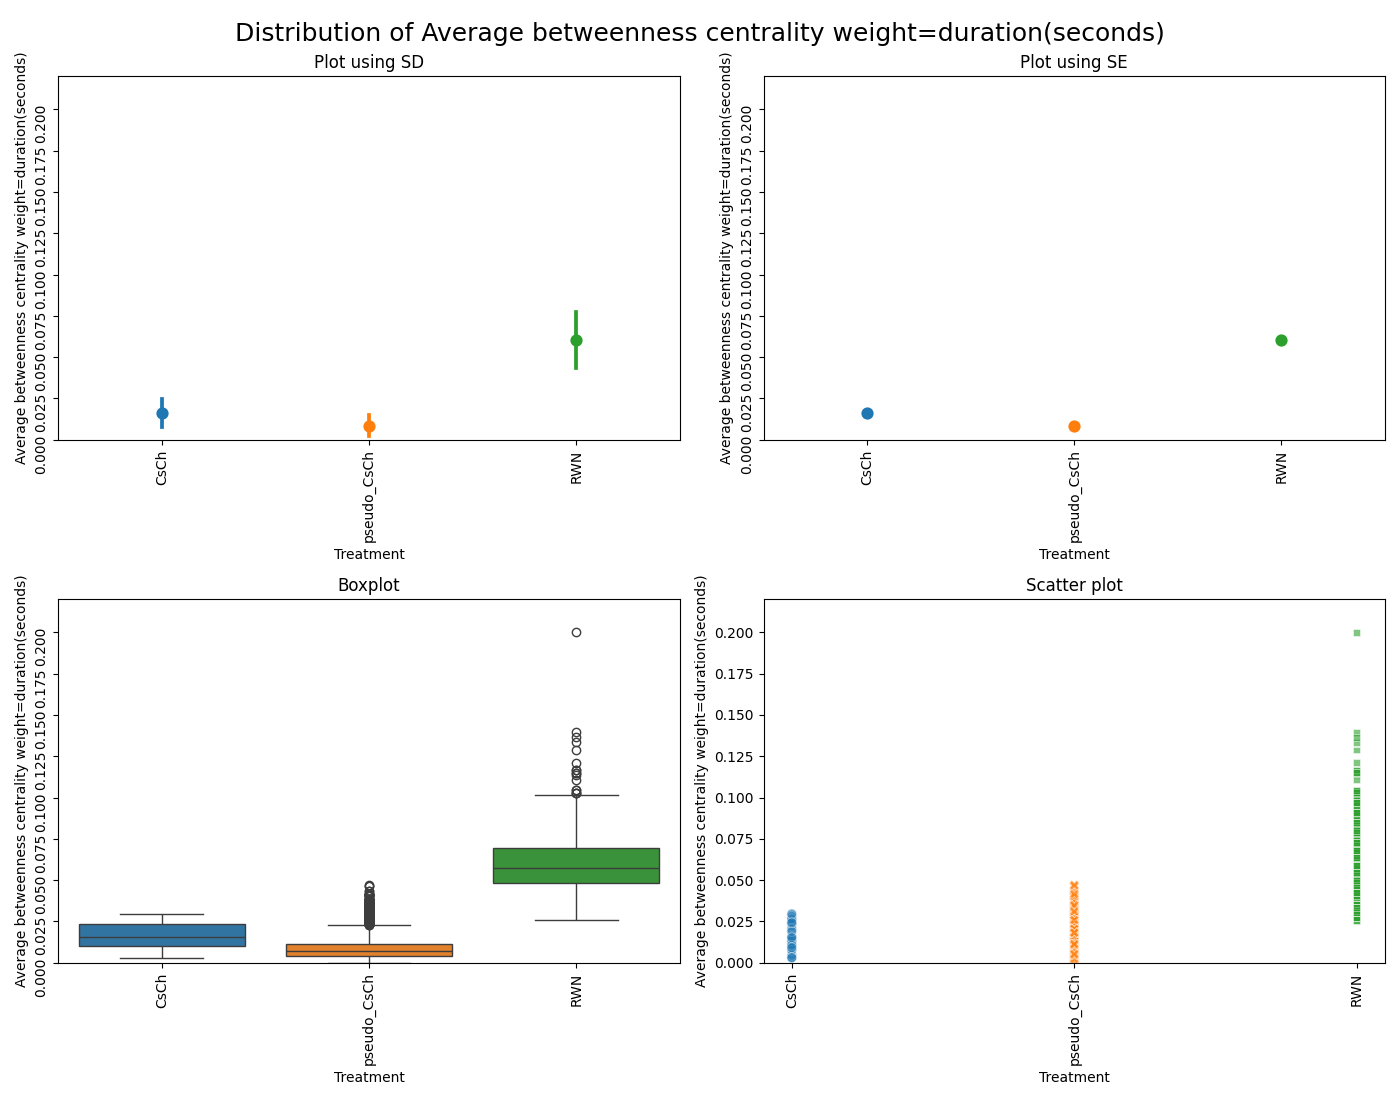 Distribution of Average betweenness centrality weight=duration(seconds)
Plot using SD
Average betweenness centrality weight=duration(seconds)
0.200
0.175
0.150
0.125
0.100
0.075
0.050
0.025
0.000
CsCh
pseudo_CsCh
RWN
Treatment
Plot using SE
Average betweenness centrality weight=duration(seconds)
0.200
0.175
0.150
0.125
0.100
0.075
0.050
0.025
0.000
CsCh
pseudo_CsCh
RWN
Treatment
Boxplot
Average betweenness centrality weight=duration(seconds)
0.200
0.175
0.150
0.125
0.100
0.075
0.050
0.025
0.000
CsCh
pseudo_CsCh
RWN
Treatment
Scatter plot
Average betweenness centrality weight=duration(seconds)
0.200
0.175
0.150
0.125
0.100
0.075
0.050
0.025
0.000
CsCh
pseudo_CsCh
RWN
Treatment